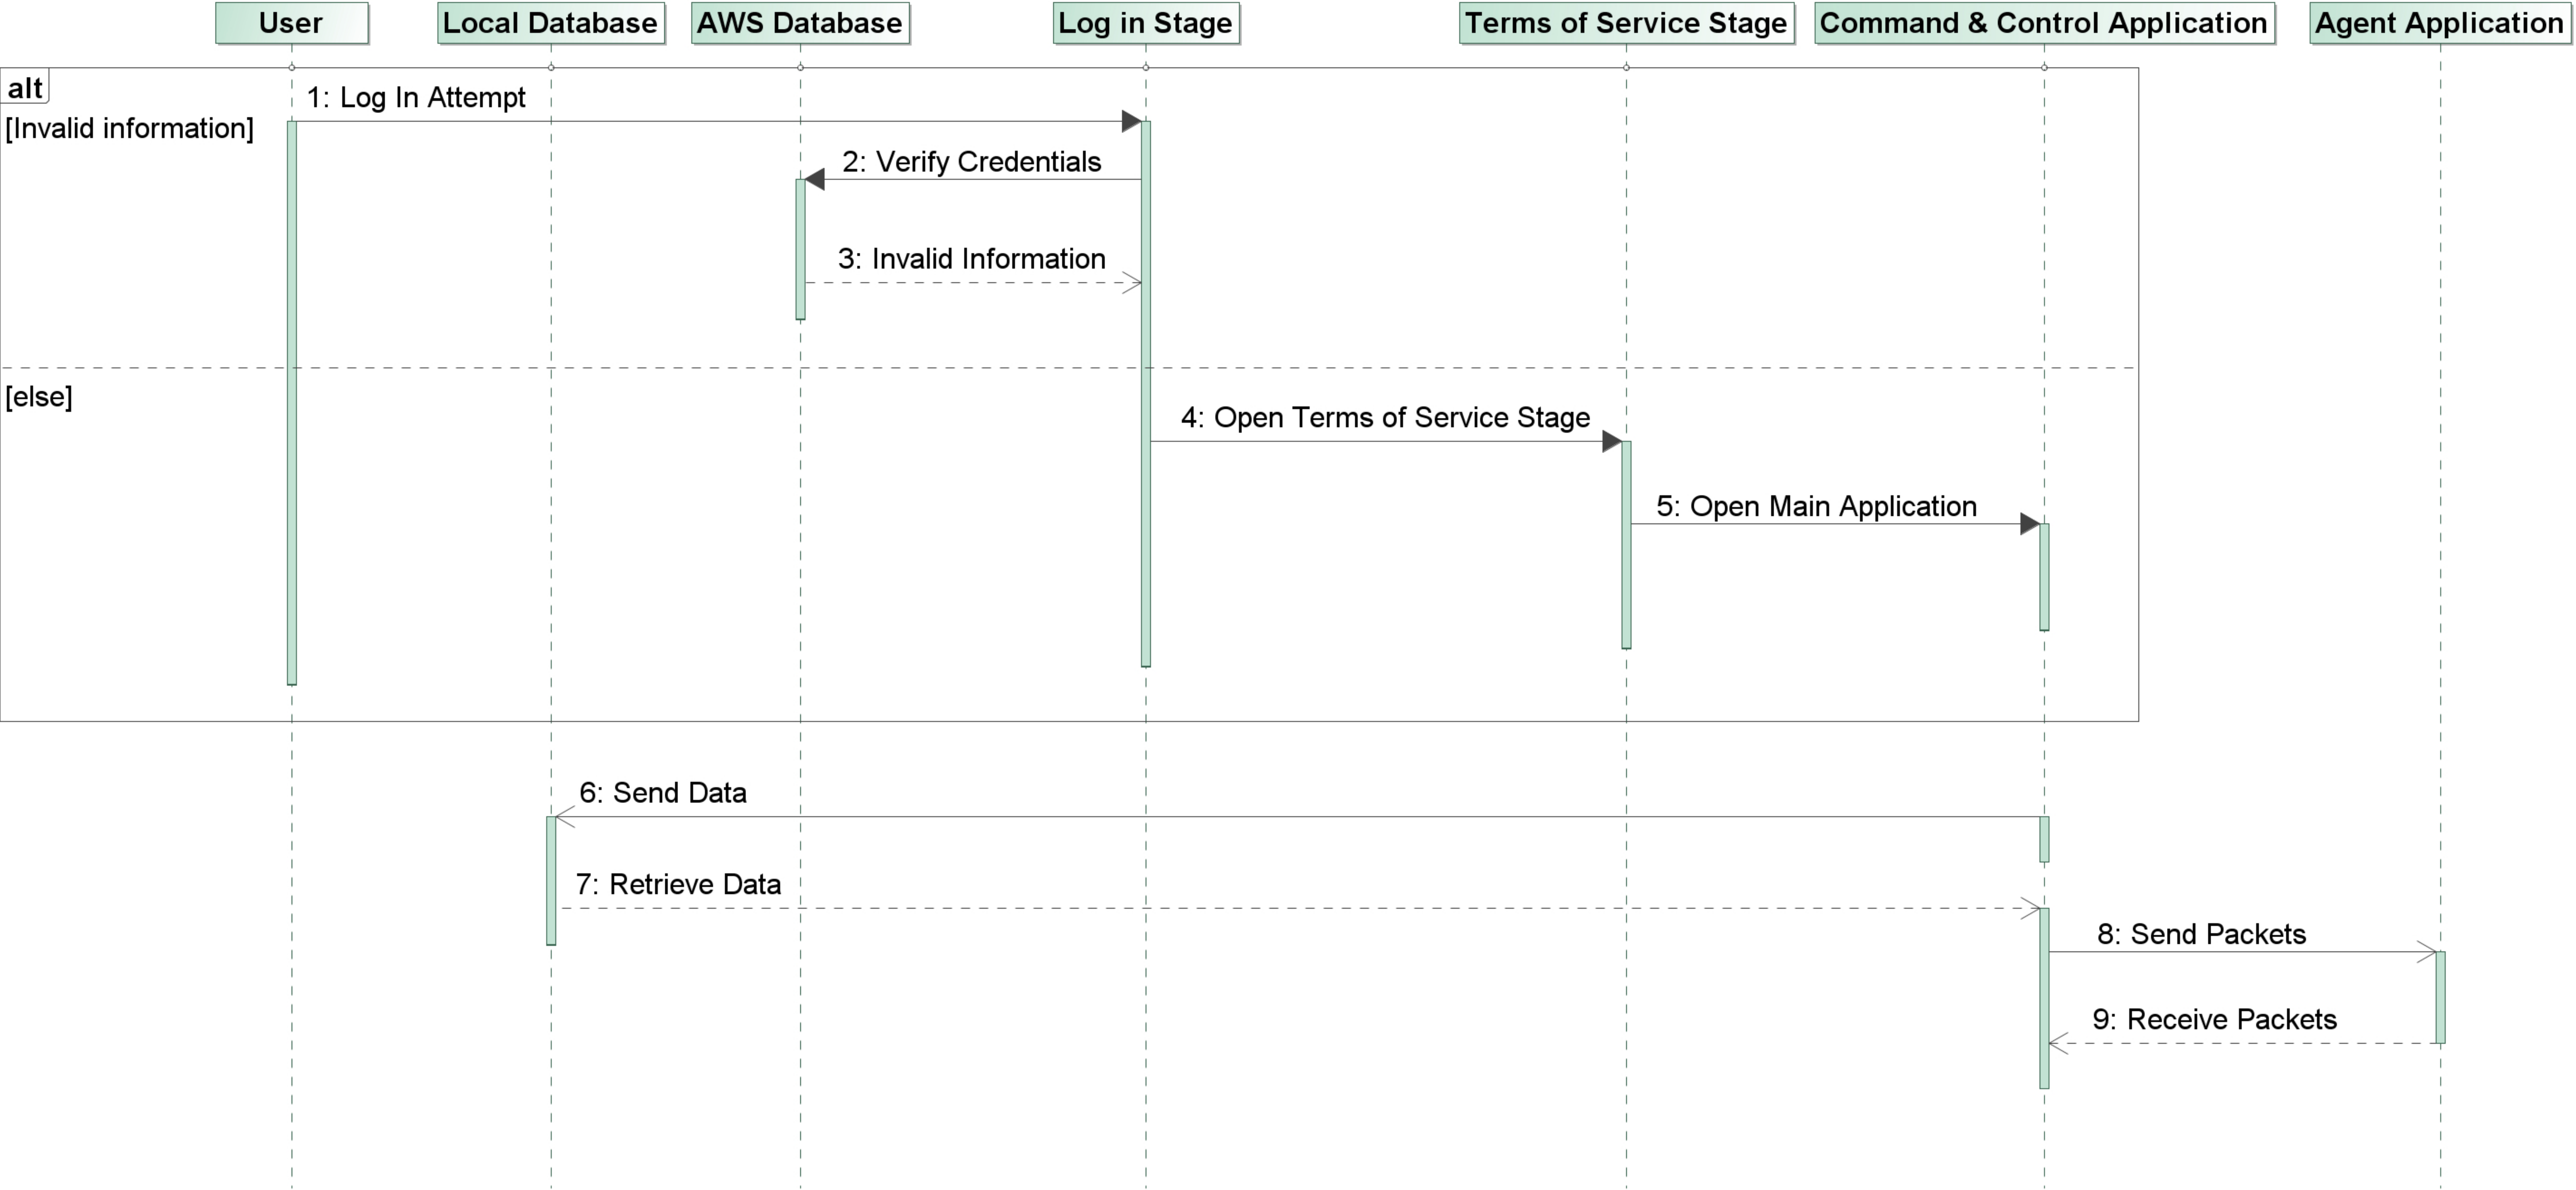 User
Local Database
AWS Database
Log in Stage
Terms of Service Stage
Command & Control Application
Agent Application
alt
1: Log In Attempt
[Invalid information]
2: Verify Credentials
3: Invalid Information
[else]
4: Open Terms of Service Stage
5: Open Main Application
6: Send Data
7: Retrieve Data
8: Send Packets
9: Receive Packets